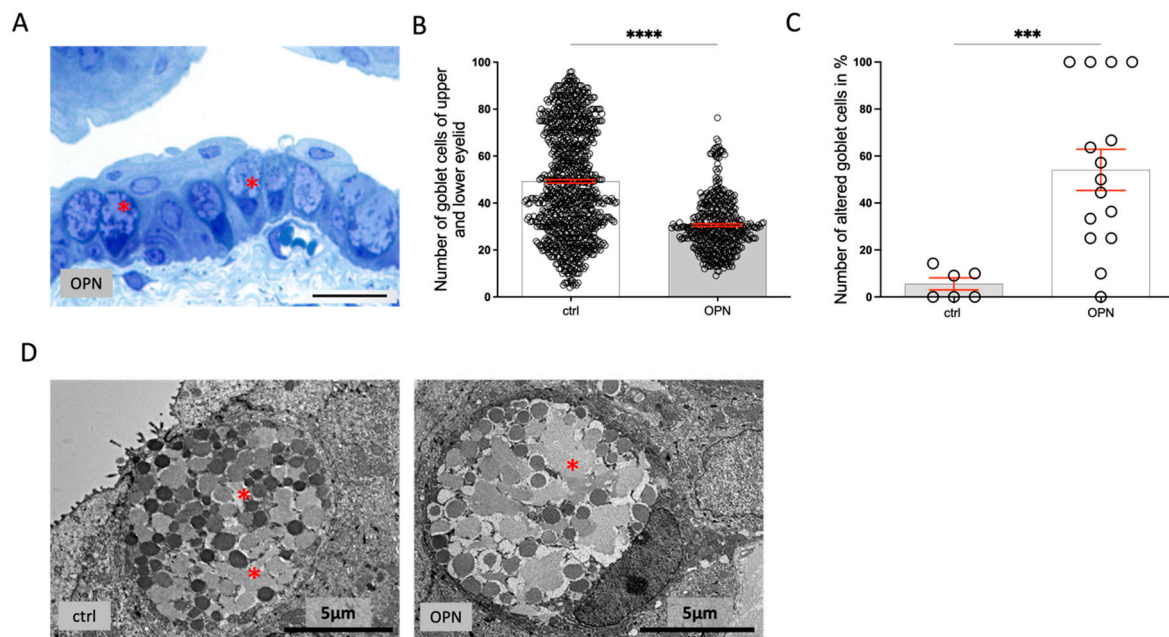 A
OPN
B
****
Number of goblet cells of upper
and lower eyelid
100
80
60
40
20
0
ctrl
OPN
C
***
Number of altered goblet cells in %
100
80
60
40
20
0
ctrl
OPN
D
*
*
*
*
*
ctrl
5µm
OPN
5µm